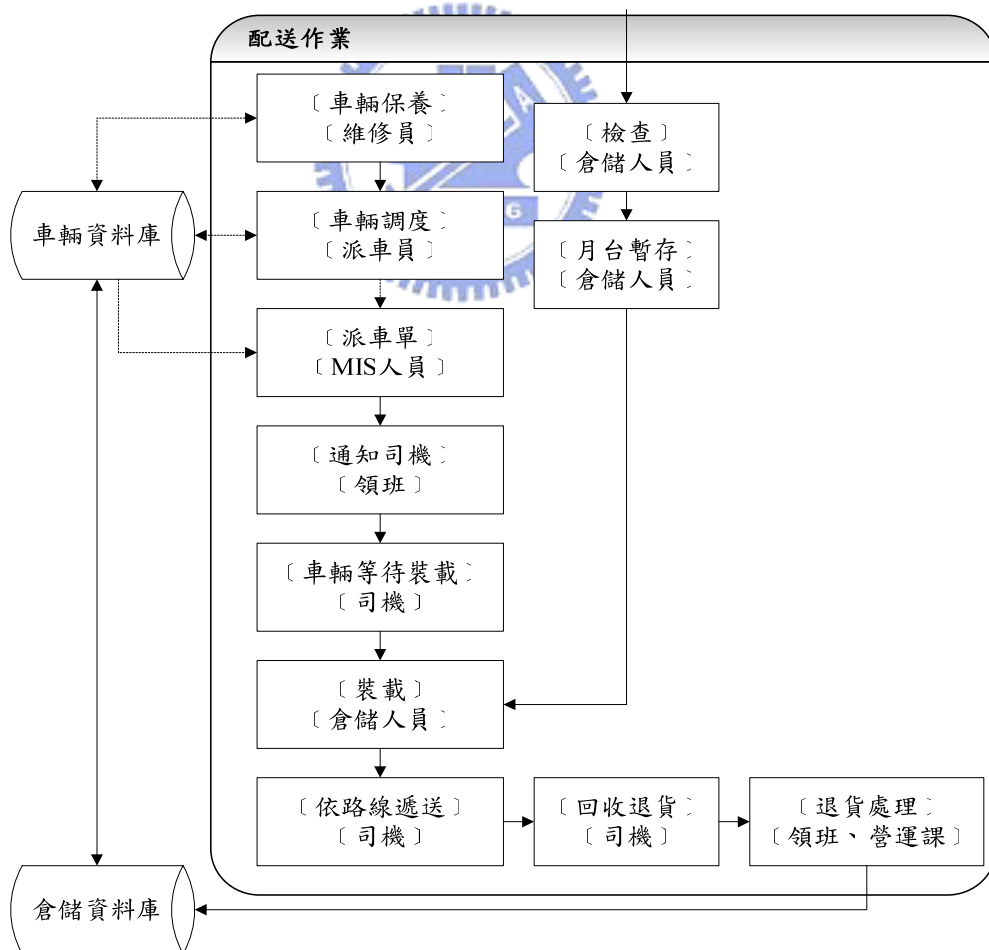 配送作業
〔車輛保養〕
〔維修員〕
〔檢查〕
〔倉儲人員〕
車輛資料庫
〔車輛調度〕
〔派車員〕
〔月台暫存〕
〔倉儲人員〕
〔派車單〕
〔MIS人員〕
〔通知司機〕
〔領班〕
〔車輛等待裝載〕
〔司機〕
〔裝載〕
〔倉儲人員〕
〔依路線遞送〕
〔司機〕
〔回收退貨〕
〔司機〕
〔退貨處理〕
〔領班、營運課〕
倉儲資料庫